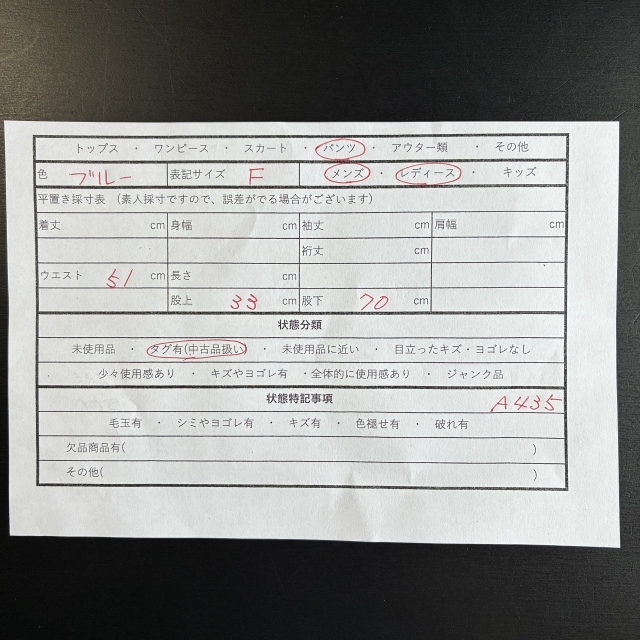 トップス ・ ワンピース ・ スカート ・ パンツ ・ アウター類 ・ その他
色 ブルー 表記サイズ F メンズ ・ レディース ・ キッズ
平置き採寸表 (素人採寸ですので、誤差がでる場合がございます)
着丈 cm 身幅 cm 袖丈 cm 肩幅 cm
裄丈 cm
ウエスト 51 cm 長さ cm
股上 33 cm 股下 70 cm
状態分類
未使用品 ・ タグ有(中古品扱い) ・ 未使用品に近い ・ 目立ったキズ・ヨゴレなし
少々使用感あり ・ キズやヨゴレ有 ・全体的に使用感あり ・ ジャンク品
状態特記事項 A435
毛玉有 ・ シミやヨゴレ有 ・ キズ有 ・ 色褪せ有 ・ 破れ有
欠品商品有( )
その他( )